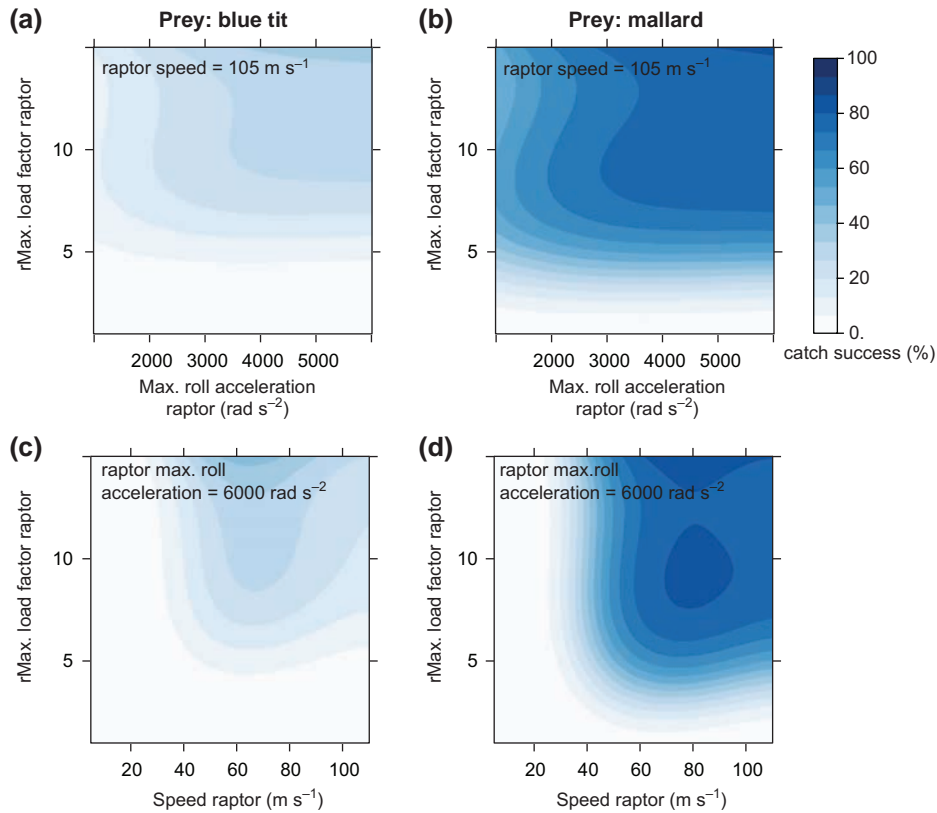 (a)
Prey: blue tit
raptor speed = 105 m s⁻¹
rMax. load factor raptor
10
5
2000 3000 4000 5000
Max. roll acceleration
raptor (rad s⁻²)
(b)
Prey: mallard
raptor speed = 105 m s⁻¹
rMax. load factor raptor
10
5
2000 3000 4000 5000
Max. roll acceleration
raptor (rad s⁻²)
100
80
60
40
20
0.
catch success (%)
(c)
raptor max. roll
acceleration = 6000 rad s⁻²
rMax. load factor raptor
10
5
20 40 60 80 100
Speed raptor (m s⁻¹)
(d)
raptor max.roll
acceleration = 6000 rad s⁻²
rMax. load factor raptor
10
5
20 40 60 80 100
Speed raptor (m s⁻¹)